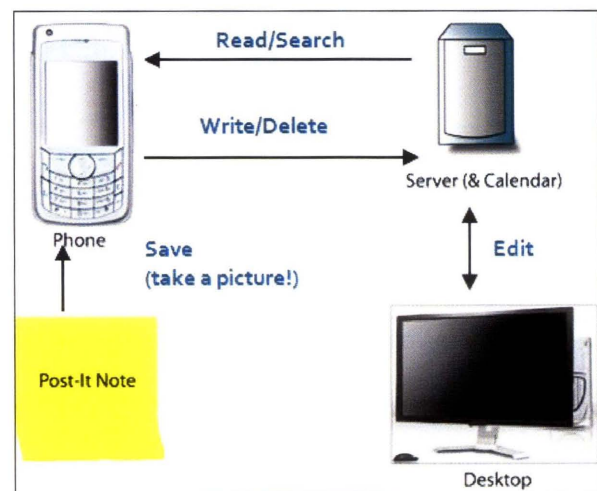 Read/Search
Write/Delete
Server (& Calendar)
Phone
Save
(take a picture!)
Edit
Post-It Note
Desktop